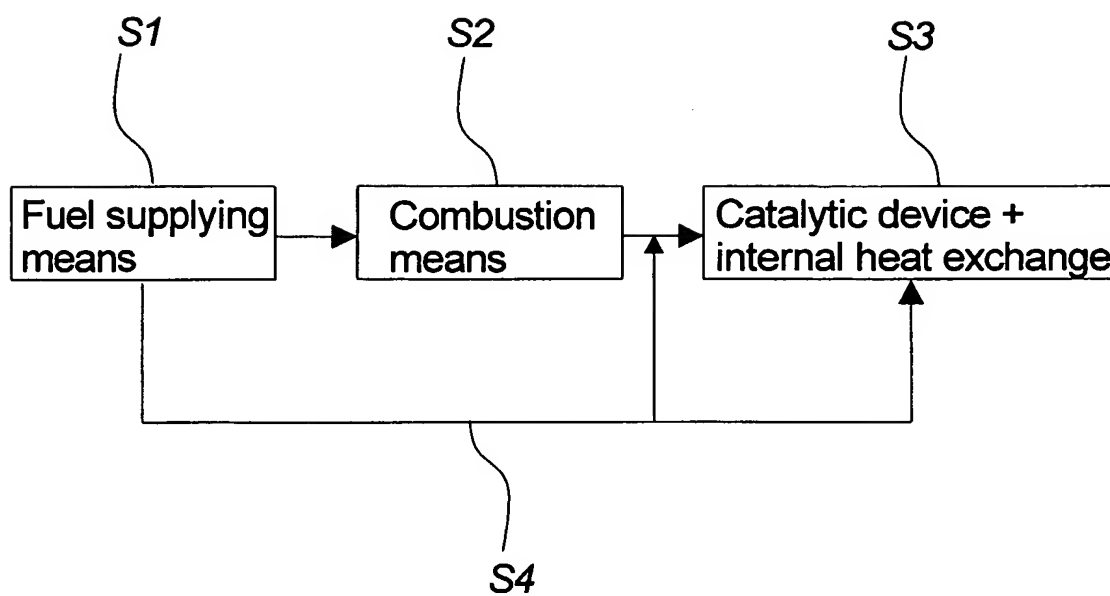 S1
S2
S3
Fuel supplying
means
Combustion
means
Catalytic device +
internal heat exchange
S4